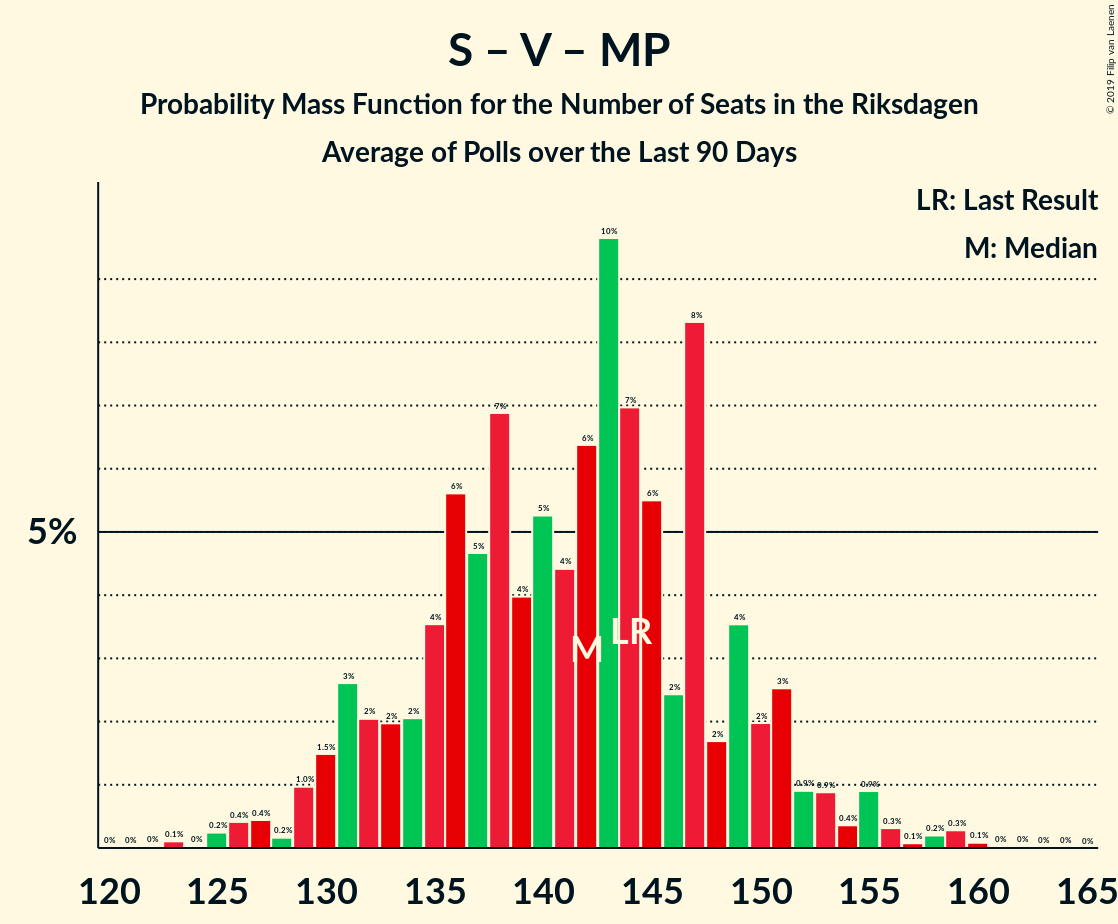 S – V – MP
Probability Mass Function for the Number of Seats in the Riksdagen
Average of Polls over the Last 90 Days
© 2019 Filip van Laenen
LR: Last Result
M: Median
5%
0% 0% 0% 0.1% 0% 0.2% 0.4% 0.4% 0.2% 1.0% 1.5% 3% 2% 2% 2% 4% 6% 5% 7% 4% 5% 4% 6% 10% 7% 6% 2% 8% 2% 4% 2% 3% 0.9% 0.9% 0.4% 0.9% 0.3% 0.1% 0.2% 0.3% 0.1% 0% 0% 0% 0% 0%
M LR
120 125 130 135 140 145 150 155 160 165